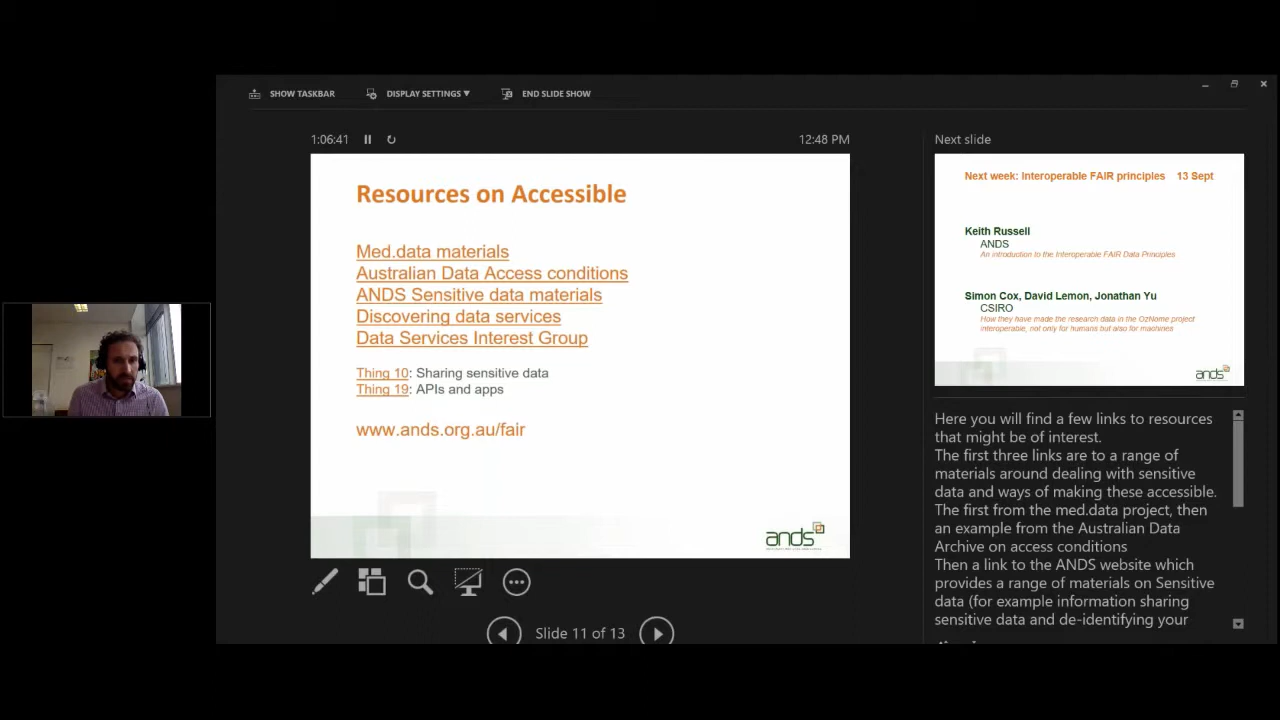 SHOW TASKBAR
DISPLAY SETTINGS ▼
END SLIDE SHOW
1:06:41
12:48 PM
Resources on Accessible
Med.data materials
Australian Data Access conditions
ANDS Sensitive data materials
Discovering data services
Data Services Interest Group
Thing 10: Sharing sensitive data
Thing 19: APIs and apps
www.ands.org.au/fair
ands
Slide 11 of 13
Next slide
Next week: Interoperable FAIR principles 13 Sept
Keith Russell
ANDS
An introduction to the Interoperable FAIR Data Principles
Simon Cox, David Lemon, Jonathan Yu
CSIRO
How they have made the research data in the OzNome project
interoperable, not only for humans but also for machines
ands
Here you will find a few links to resources
that might be of interest.
The first three links are to a range of
materials around dealing with sensitive
data and ways of making these accessible.
The first from the med.data project, then
an example from the Australian Data
Archive on access conditions
Then a link to the ANDS website which
provides a range of materials on Sensitive
data (for example information sharing
sensitive data and de-identifying your